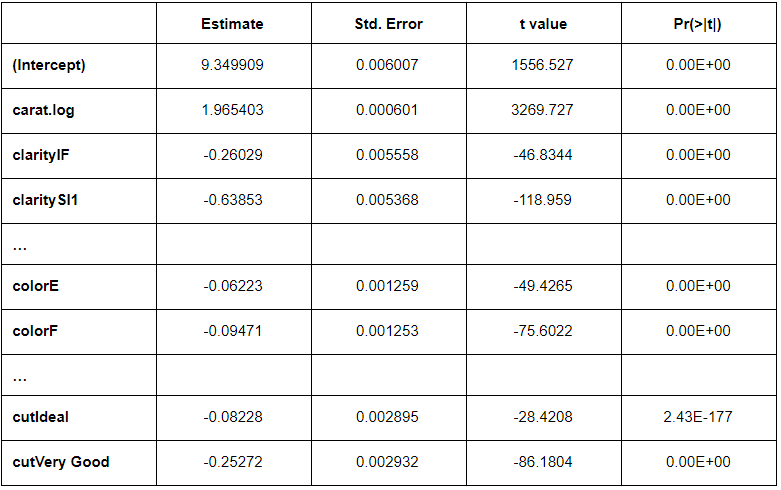 Estimate Std. Error t value Pr(>|t|)
(Intercept) 9.349909 0.006007 1556.527 0.00E+00
carat.log 1.965403 0.000601 3269.727 0.00E+00
clarityIF -0.26029 0.005558 -46.8344 0.00E+00
claritySI1 -0.63853 0.005368 -118.959 0.00E+00
...
colorE -0.06223 0.001259 -49.4265 0.00E+00
colorF -0.09471 0.001253 -75.6022 0.00E+00
...
cutIdeal -0.08228 0.002895 -28.4208 2.43E-177
cutVery Good -0.25272 0.002932 -86.1804 0.00E+00